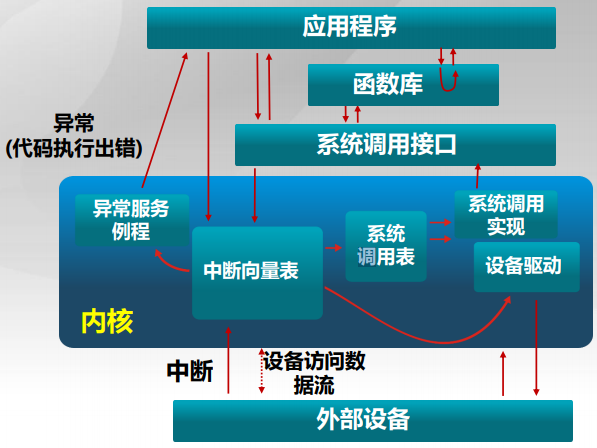 应用程序
函数库
异常
(代码执行出错)
系统调用接口
异常服务
例程
系统调用
实现
系统
调用表
中断向量表
设备驱动
内核
中断
设备访问数
据流
外部设备